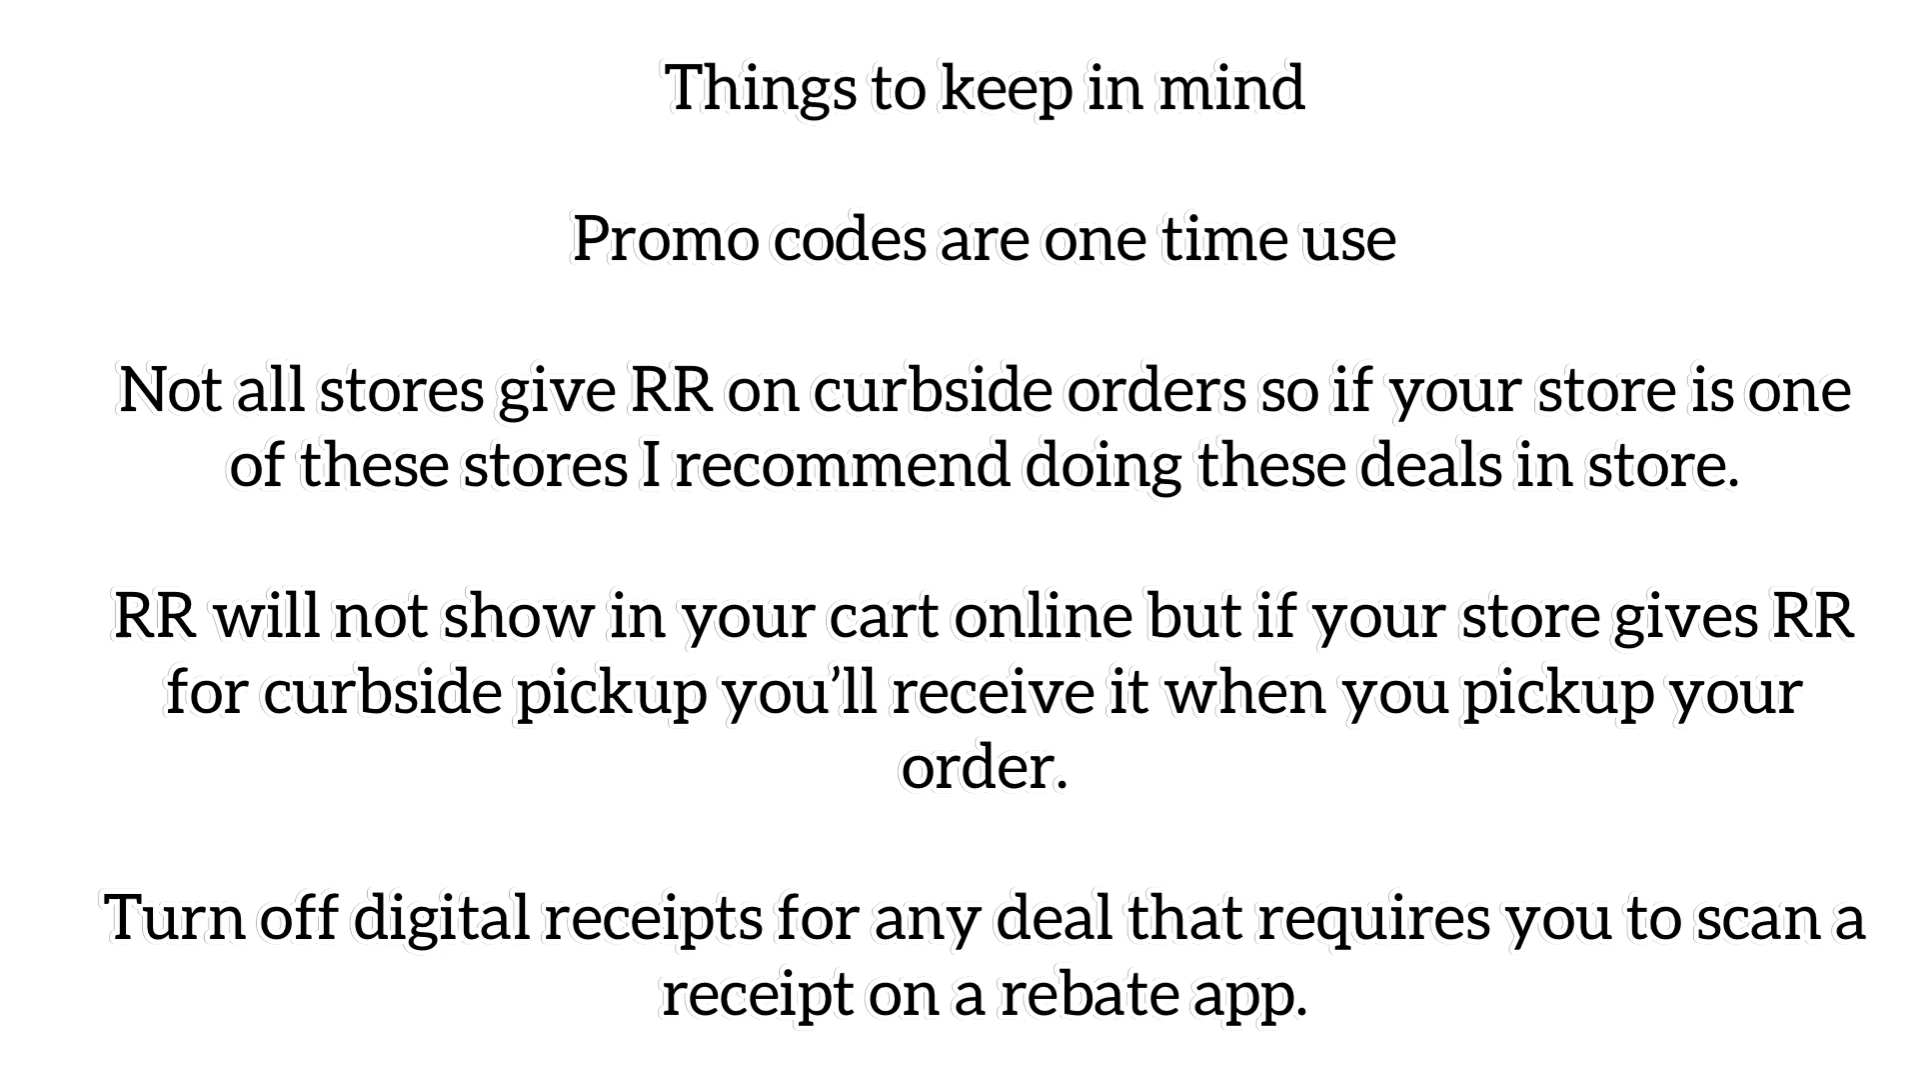 Things to keep in mind
Promo codes are one time use
Not all stores give RR on curbside orders so if your store is one
of these stores I recommend doing these deals in store.
RR will not show in your cart online but if your store gives RR
for curbside pickup you’ll receive it when you pickup your
order.
Turn off digital receipts for any deal that requires you to scan a
receipt on a rebate app.